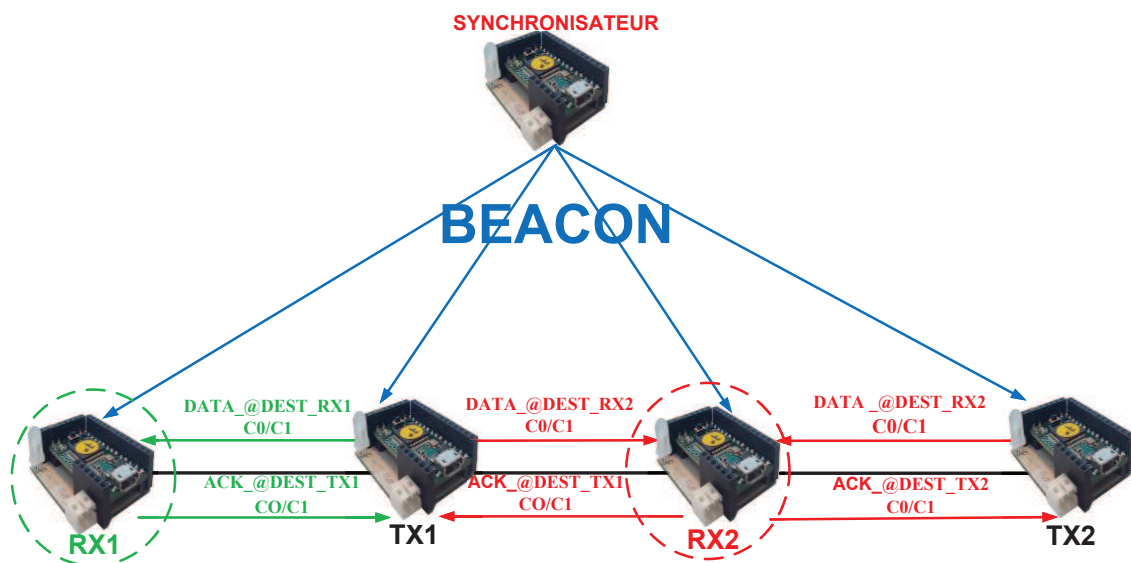 SYNCHRONISATEUR
BEACON
DATA_@DEST_RX1
C0/C1
DATA_@DEST_RX2
C0/C1
DATA _@DEST_RX2
C0/C1
ACK_@DEST_TX1
CO/C1
ACK_@DEST_TX1
CO/C1
ACK_@DEST_TX2
C0/C1
RX1
TX1
RX2
TX2